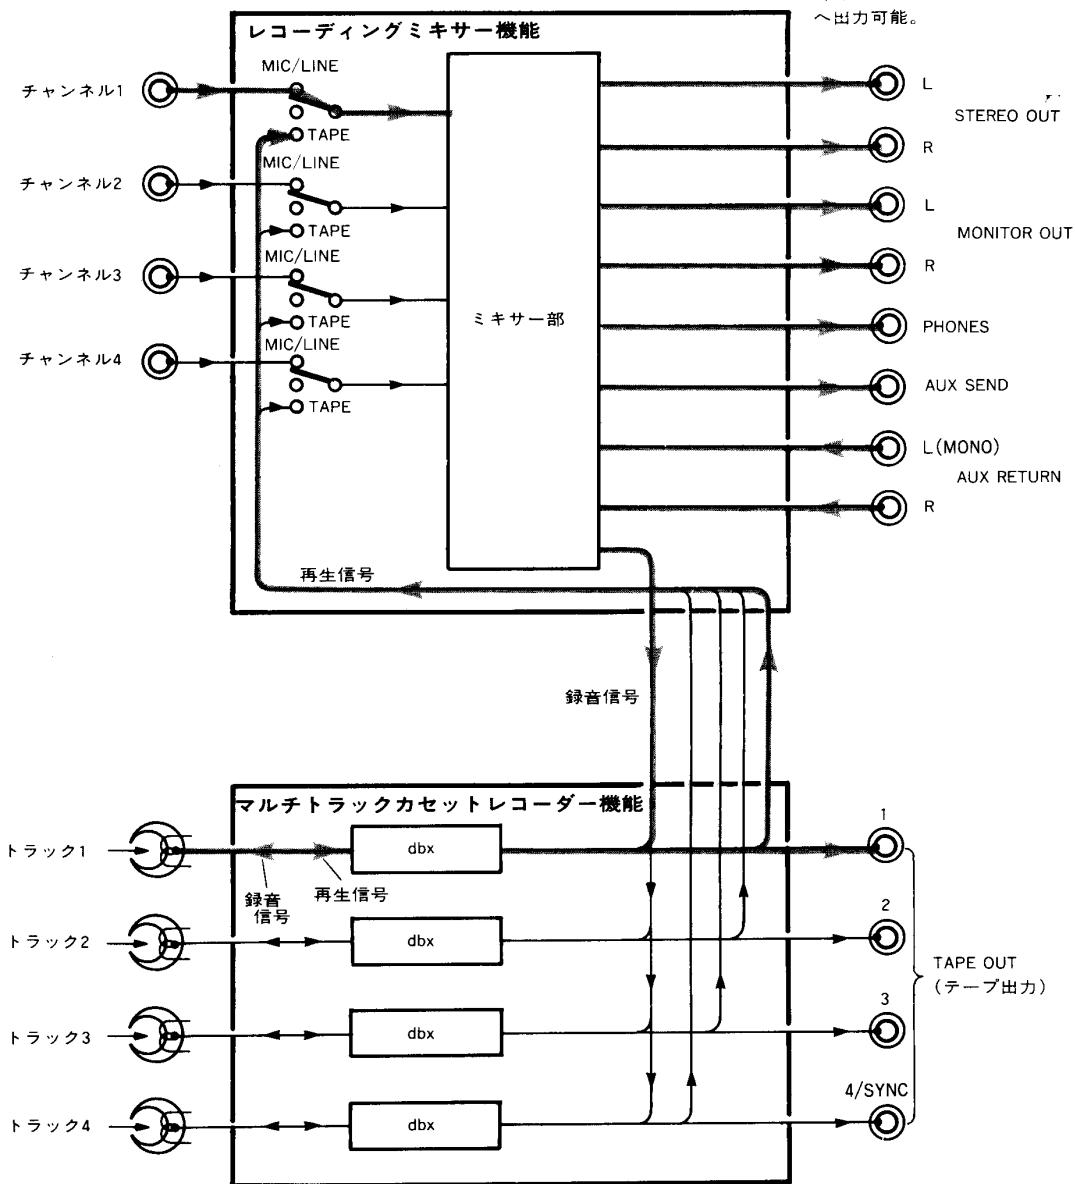 へ出力可能。
レコーディングミキサー機能
チャンネル1
MIC/LINE
TAPE
チャンネル2
MIC/LINE
TAPE
チャンネル3
MIC/LINE
TAPE
チャンネル4
MIC/LINE
TAPE
ミキサー部
L
STEREO OUT
R
L
MONITOR OUT
R
PHONES
AUX SEND
L(MONO)
AUX RETURN
R
再生信号
録音信号
マルチトラックカセットレコーダー機能
トラック1
dbx
録音
信号
再生信号
トラック2
dbx
トラック3
dbx
トラック4
dbx
1
2
TAPE OUT
(テープ出力)
3
4/SYNC